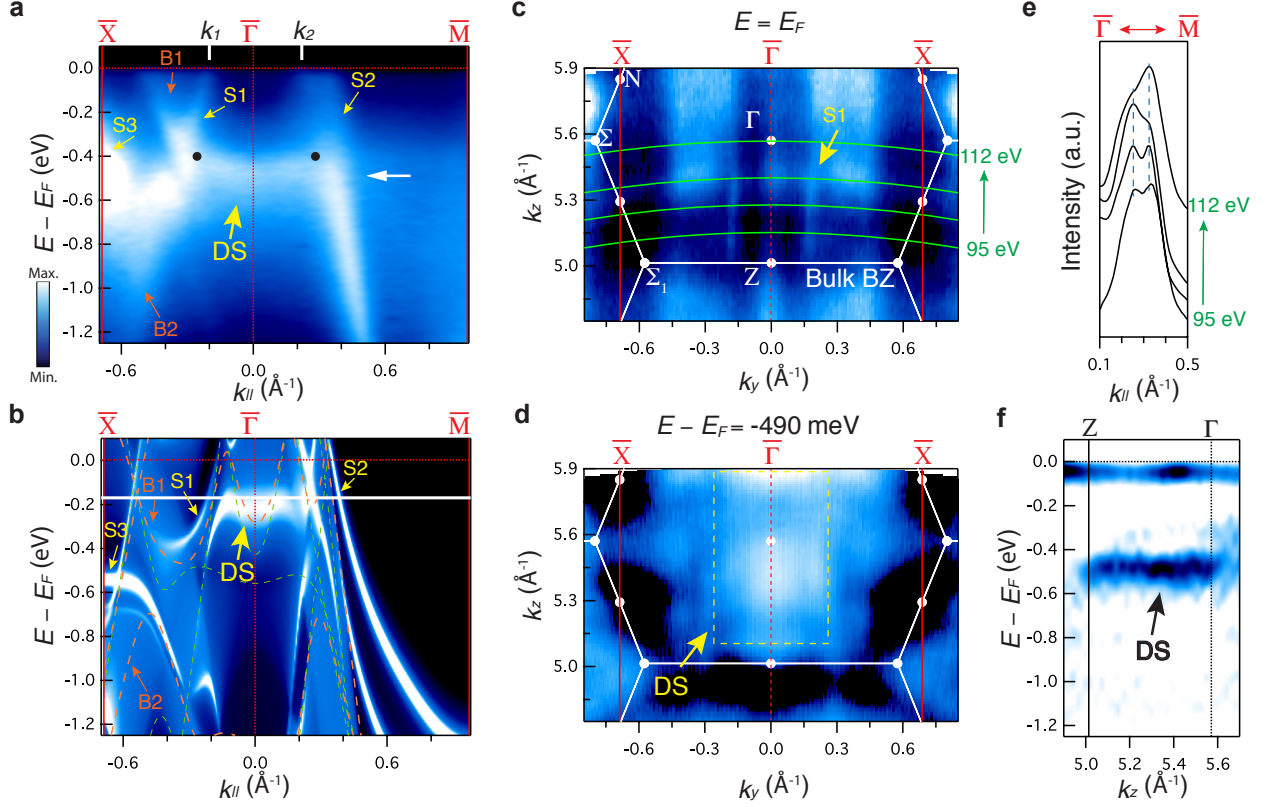 a
X̅ k1 Γ̅ k2 M̅
B1
S1
S2
S3
DS
B2
E – EF (eV)
0.0
-0.2
-0.4
-0.6
-0.8
-1.0
-1.2
Max.
Min.
-0.6 0.0 0.6
k// (Å-1)
b
X̅ Γ̅ M̅
B1 S1
S2
S3
DS
B2
E – EF (eV)
0.0
-0.2
-0.4
-0.6
-0.8
-1.0
-1.2
-0.6 0.0 0.6
k// (Å-1)
c
E = EF
X̅ Γ̅ X̅
N
Σ
Γ
S1
Σ1 Z Bulk BZ
112 eV
95 eV
kz (Å-1)
5.9
5.6
5.3
5.0
-0.6 -0.3 0.0 0.3 0.6
ky (Å-1)
d
E – EF = -490 meV
X̅ Γ̅ X̅
DS
kz (Å-1)
5.9
5.6
5.3
5.0
-0.6 -0.3 0.0 0.3 0.6
ky (Å-1)
e
Γ̅ M̅
Intensity (a.u.)
112 eV
95 eV
0.1 0.5
k// (Å-1)
f
Z Γ
DS
E – EF (eV)
0.0
-0.2
-0.4
-0.6
-0.8
-1.0
-1.2
5.0 5.2 5.4 5.6
kz (Å-1)